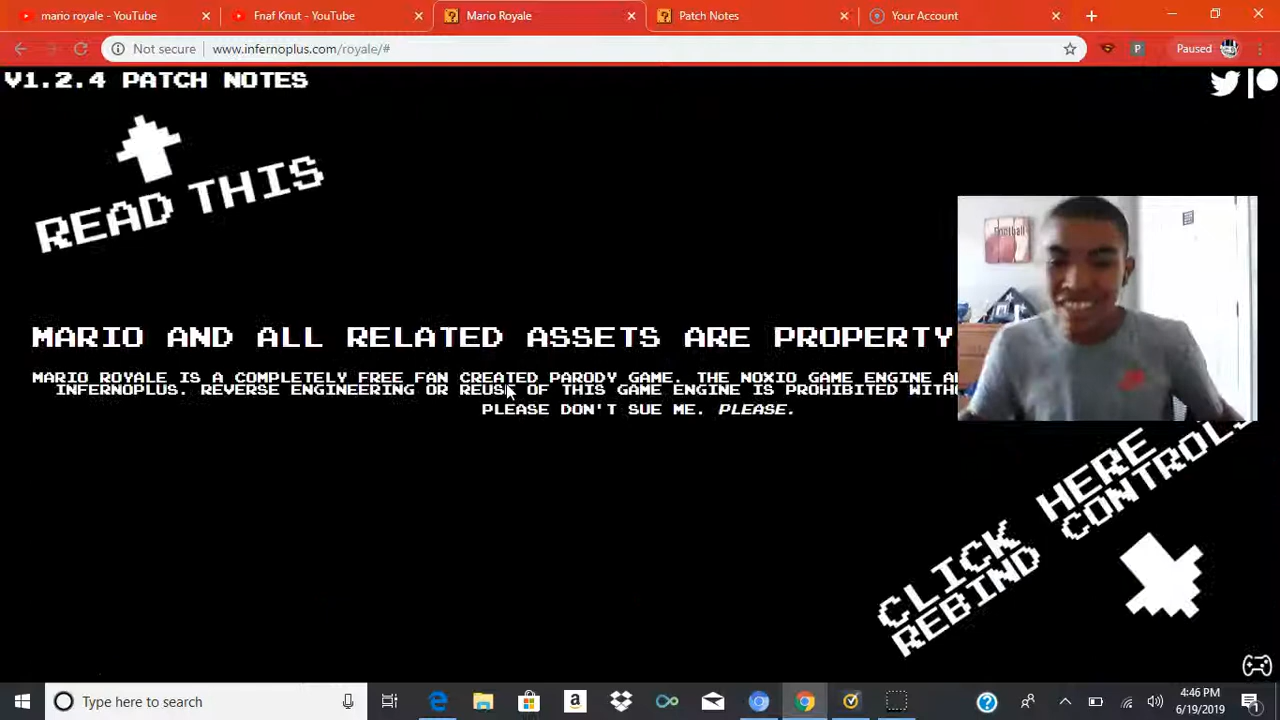 mario royale - YouTube
Fnaf Knut - YouTube
Mario Royale
Patch Notes
Your Account
Not secure
www.infernoplus.com/royale/#
P
Paused
V1.2.4 PATCH NOTES
READ THIS
Football
MARIO AND ALL RELATED ASSETS ARE PROPERTY
MARIO ROYALE IS A COMPLETELY FREE FAN CREATED PARODY GAME. THE NOXIO GAME ENGINE
INFERNOPLUS. REVERSE ENGINEERING OR REUSE OF THIS GAME ENGINE IS PROHIBITED
PLEASE DON'T SUE ME. PLEASE.
CLICK HERE
REBIND CONTROLS
Type here to search
4:46 PM
6/19/2019